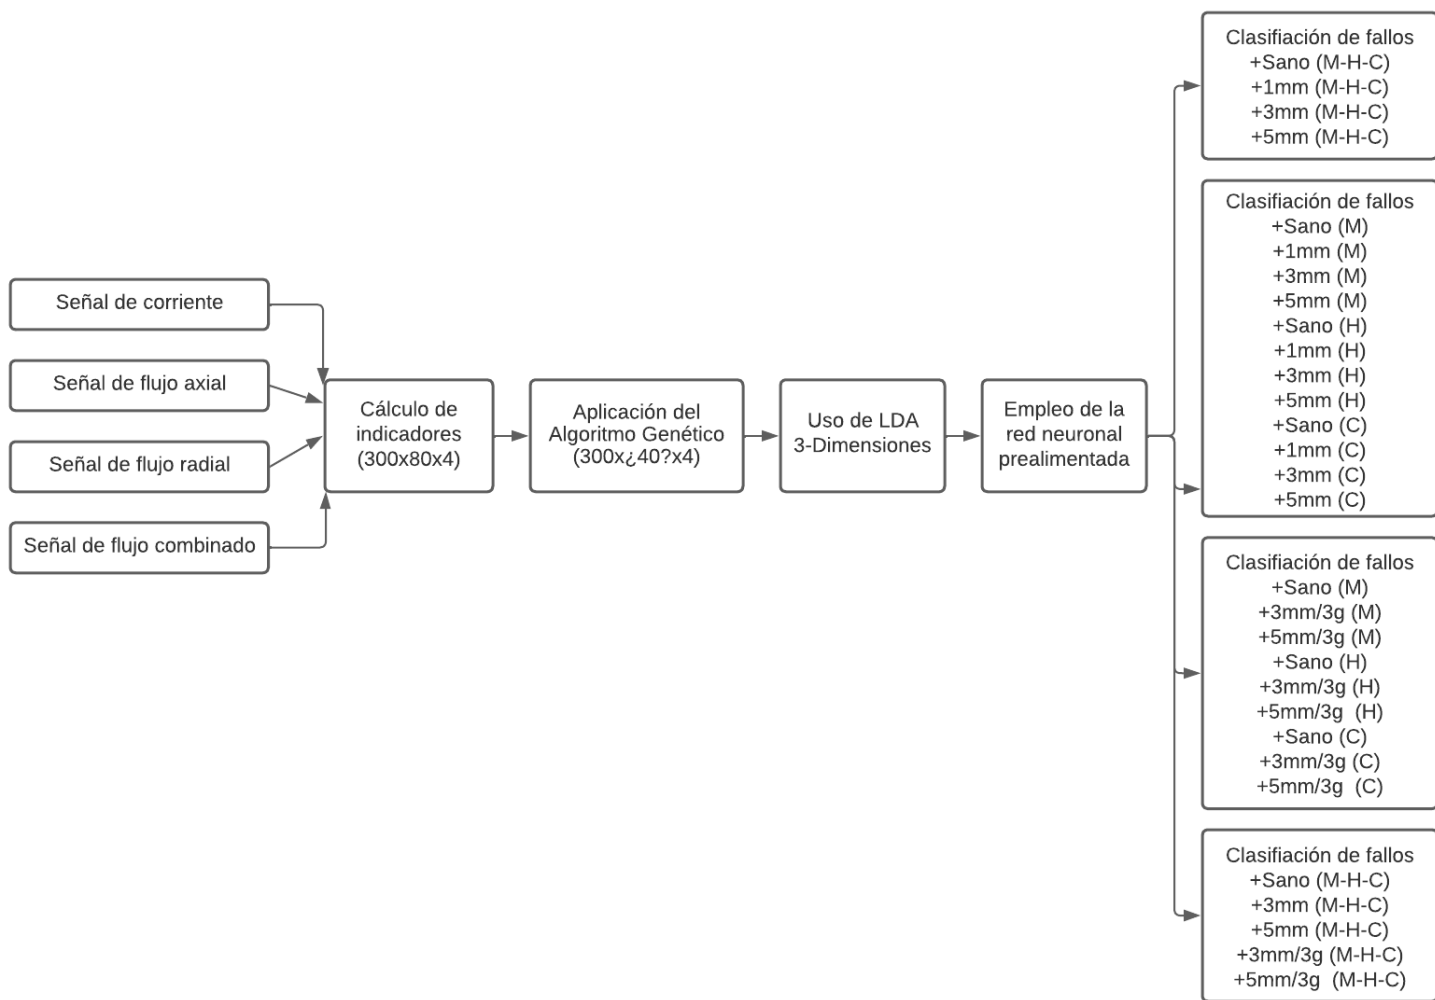 Señal de corriente
Señal de flujo axial
Señal de flujo radial
Señal de flujo combinado
Cálculo de
indicadores
(300x80x4)
Aplicación del
Algoritmo Genético
(300x¿40?x4)
Uso de LDA
3-Dimensiones
Empleo de la
red neuronal
prealimentada
Clasifiación de fallos
+Sano (M-H-C)
+1mm (M-H-C)
+3mm (M-H-C)
+5mm (M-H-C)
Clasifiación de fallos
+Sano (M)
+1mm (M)
+3mm (M)
+5mm (M)
+Sano (H)
+1mm (H)
+3mm (H)
+5mm (H)
+Sano (C)
+1mm (C)
+3mm (C)
+5mm (C)
Clasifiación de fallos
+Sano (M)
+3mm/3g (M)
+5mm/3g (M)
+Sano (H)
+3mm/3g (H)
+5mm/3g  (H)
+Sano (C)
+3mm/3g (C)
+5mm/3g  (C)
Clasifiación de fallos
+Sano (M-H-C)
+3mm (M-H-C)
+5mm (M-H-C)
+3mm/3g (M-H-C)
+5mm/3g  (M-H-C)